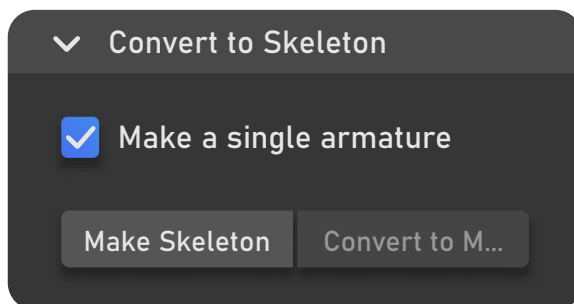 Convert to Skeleton
Make a single armature
Make Skeleton
Convert to M...